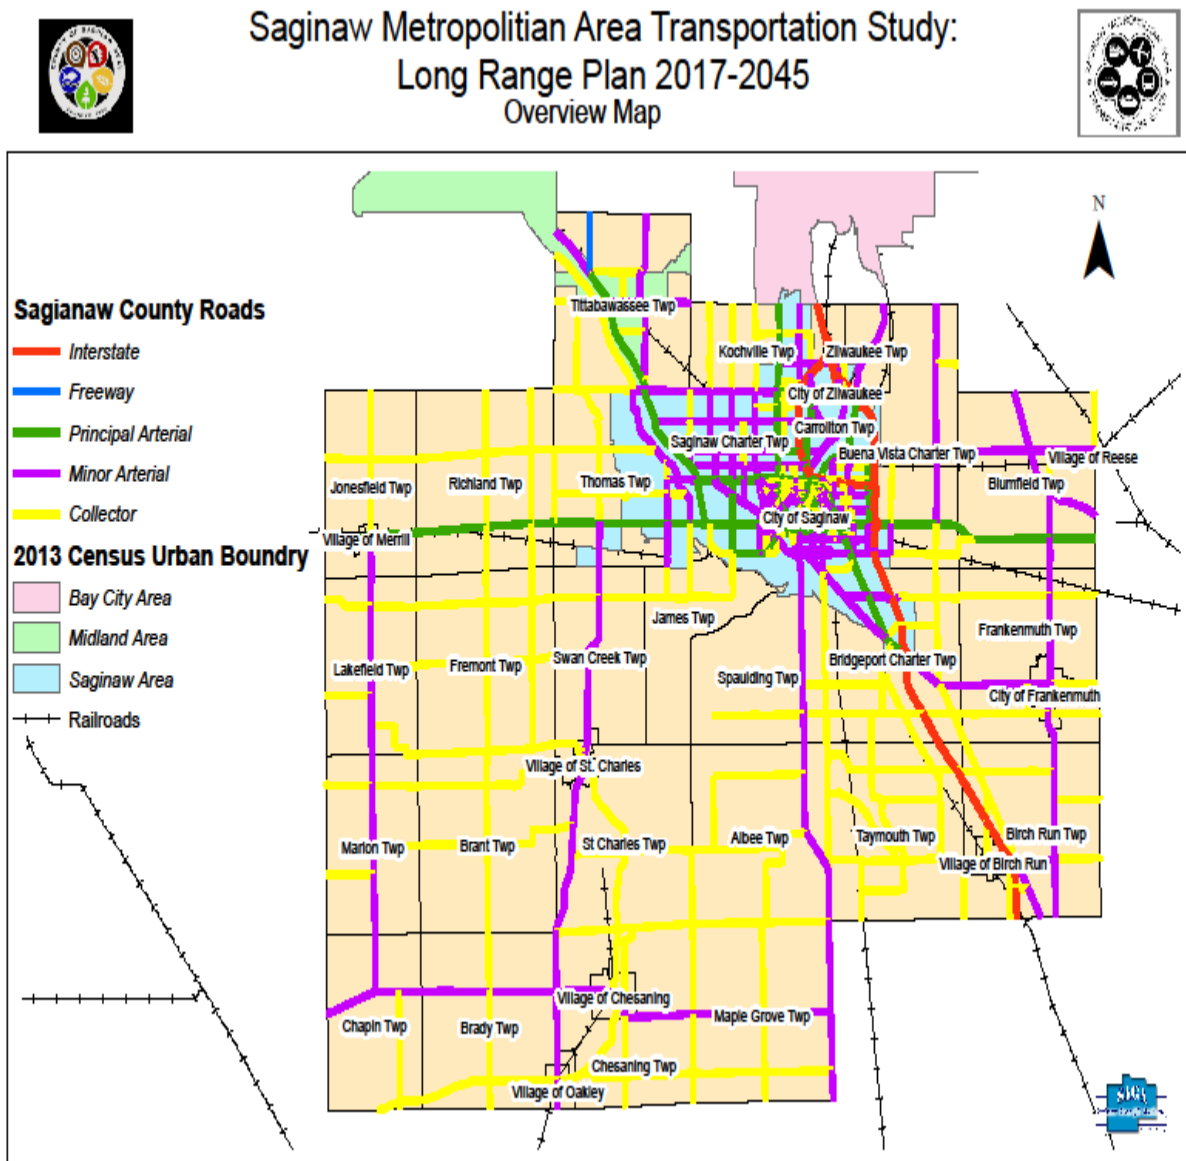 Saginaw Metropolitian Area Transportation Study:
Long Range Plan 2017-2045
Overview Map
N
Sagianaw County Roads
Interstate
Freeway
Principal Arterial
Minor Arterial
Collector
2013 Census Urban Boundry
Bay City Area
Midland Area
Saginaw Area
Railroads
Tittabawassee Twp
Kochville Twp
Zilwaukee Twp
City of Zilwaukee
Carrollton Twp
Saginaw Charter Twp
Buena Vista Charter Twp
Village of Reese
Jonesfield Twp
Richland Twp
Thomas Twp
Blumfield Twp
City of Saginaw
Village of Merrill
James Twp
Frankenmuth Twp
Lakefield Twp
Fremont Twp
Swan Creek Twp
Spaulding Twp
Bridgeport Charter Twp
City of Frankenmuth
Village of St. Charles
Marion Twp
Brant Twp
St Charles Twp
Albee Twp
Taymouth Twp
Birch Run Twp
Village of Birch Run
Village of Chesaning
Chapin Twp
Brady Twp
Maple Grove Twp
Chesaning Twp
Village of Oakley